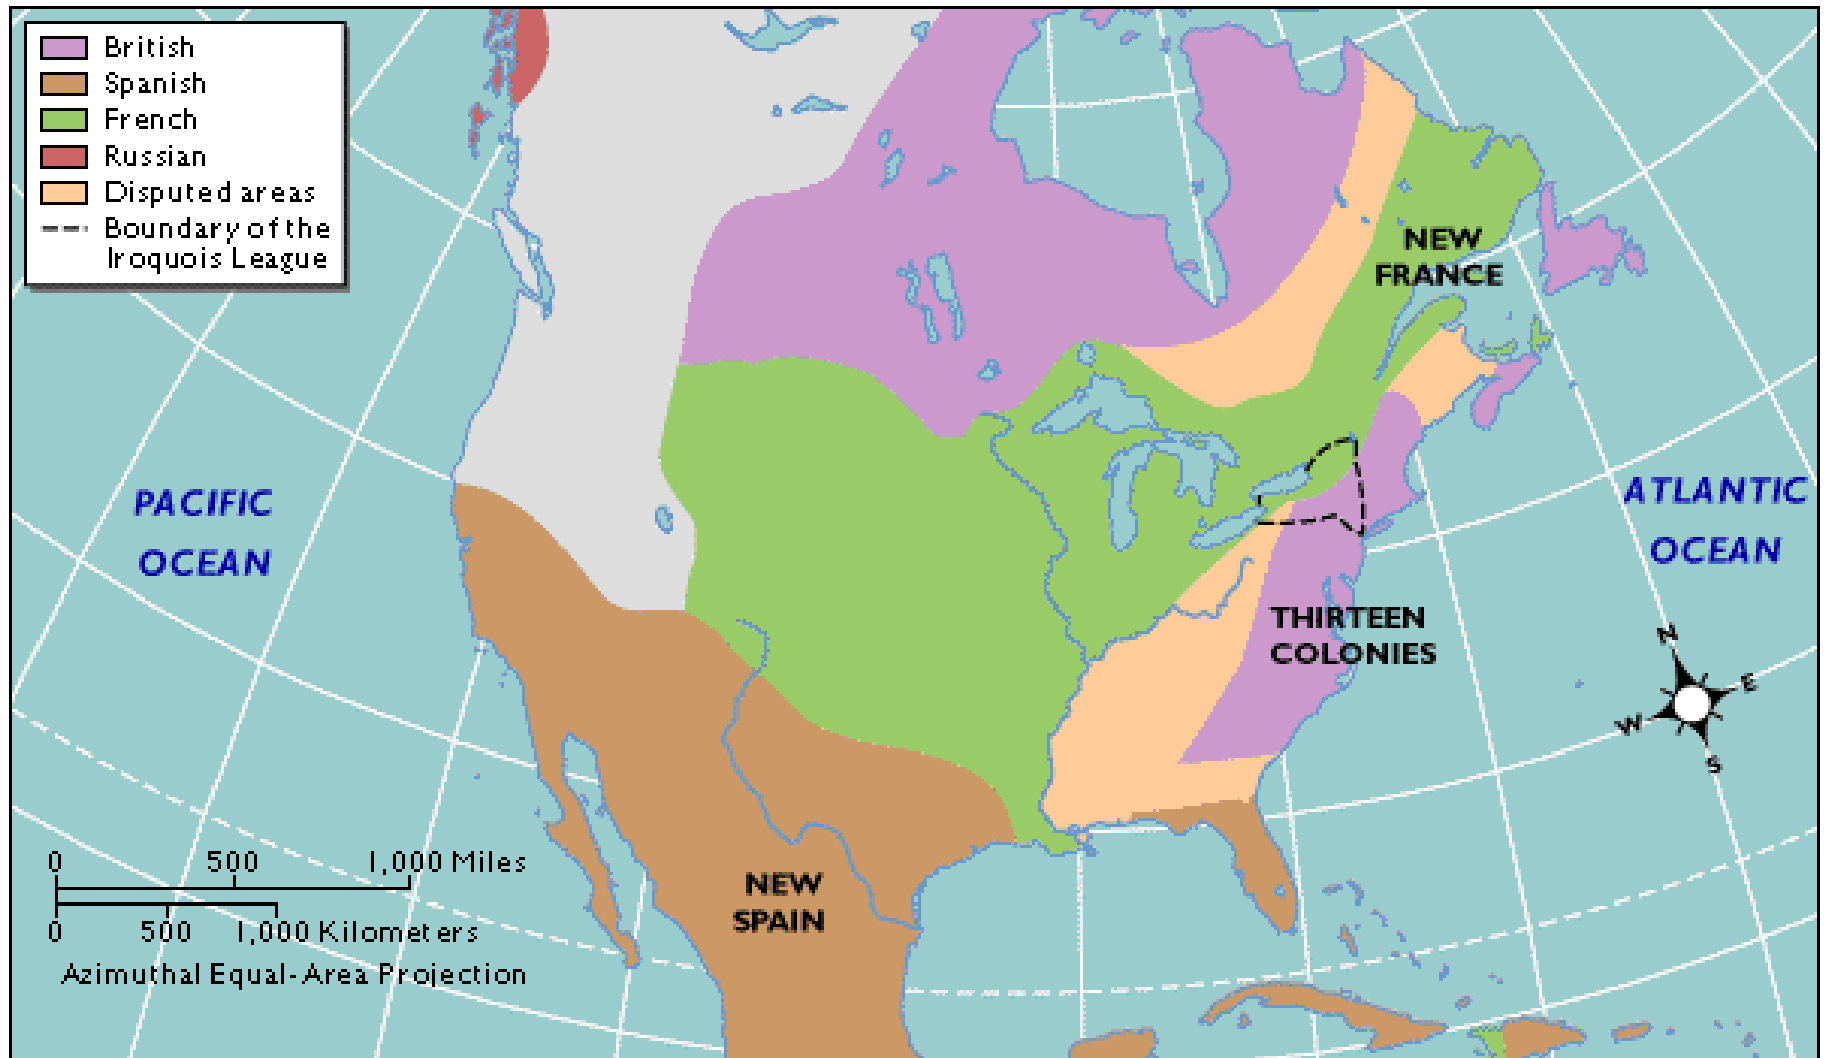 British
Spanish
French
Russian
Disputed areas
Boundary of the
Iroquois League
NEW
FRANCE
PACIFIC
OCEAN
ATLANTIC
OCEAN
THIRTEEN
COLONIES
N
E
W
S
NEW
SPAIN
0 500 1,000 Miles
0 500 1,000 Kilometers
Azimuthal Equal-Area Projection